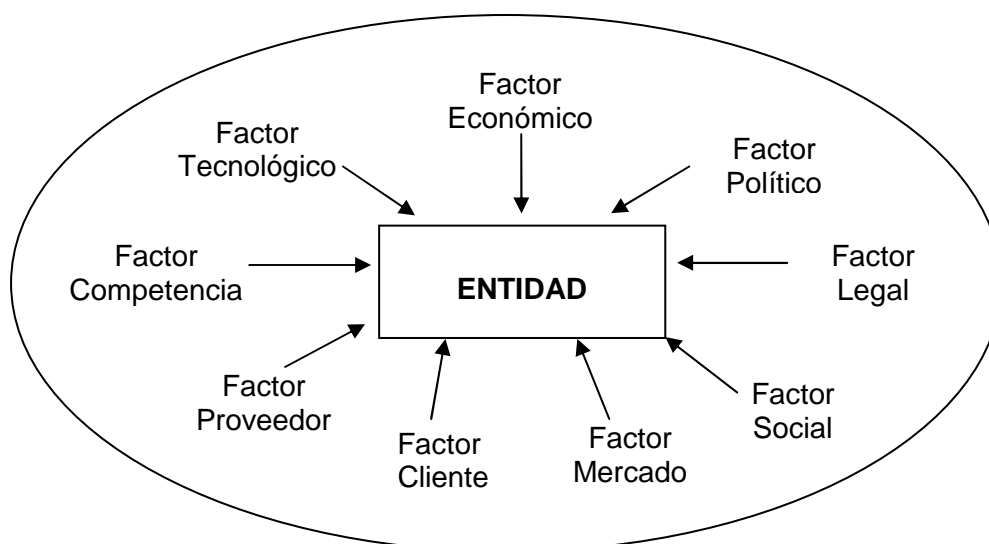 Factor
Económico
Factor
Tecnológico
Factor
Político
Factor
Competencia
ENTIDAD
Factor
Legal
Factor
Proveedor
Factor
Cliente
Factor
Mercado
Factor
Social